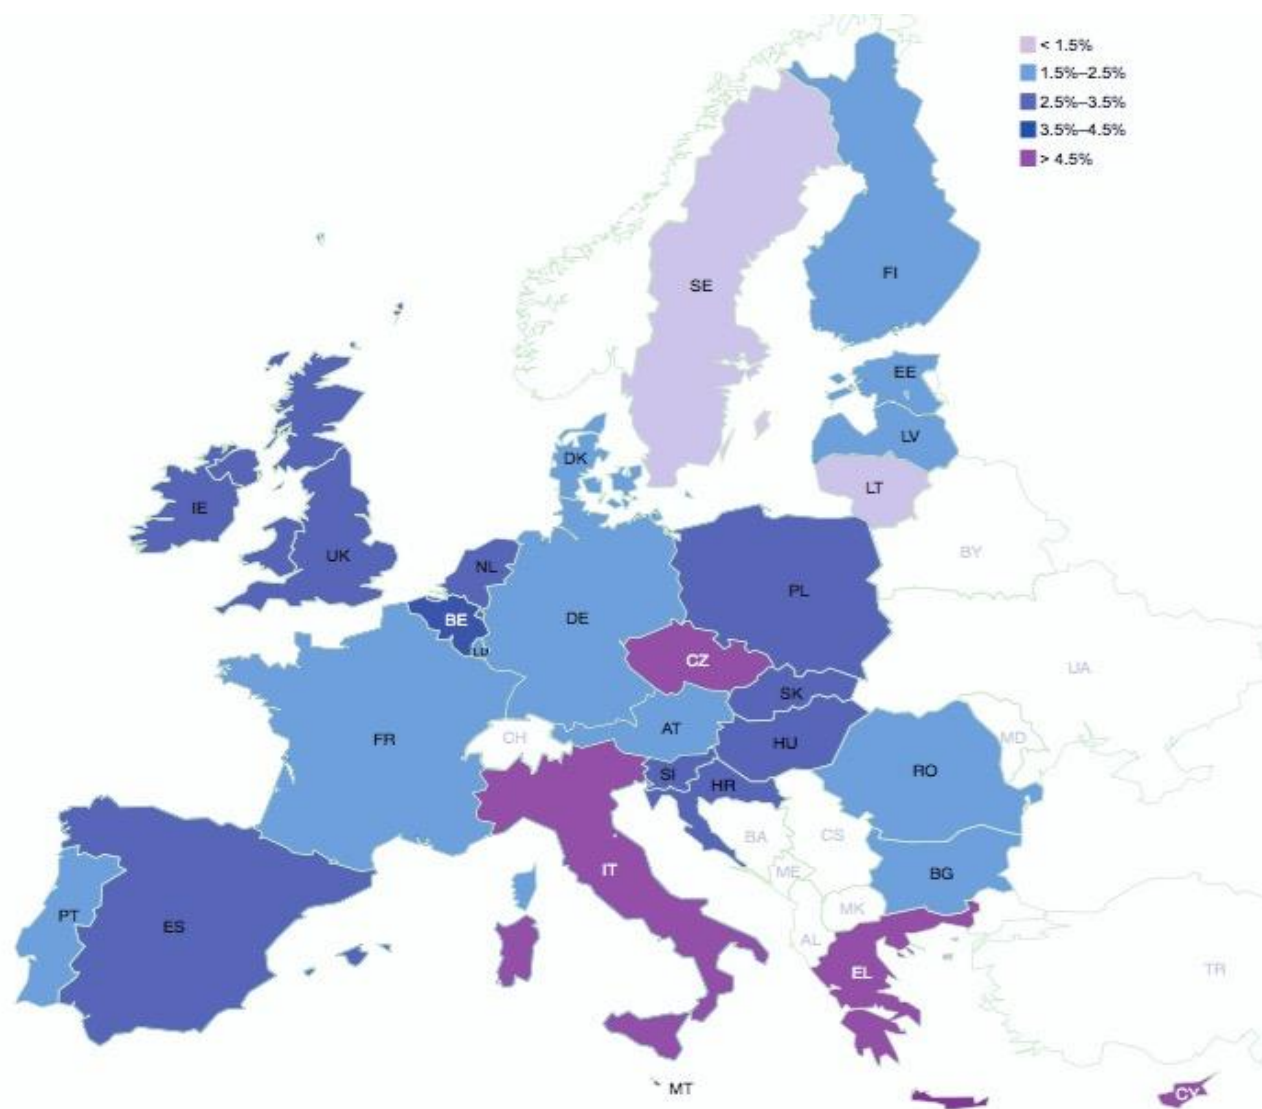 < 1.5%
1.5%–2.5%
2.5%–3.5%
3.5%–4.5%
> 4.5%
SE
FI
EE
LV
LT
DK
IE
UK
NL
BE
LU
DE
PL
BY
UA
CZ
SK
AT
HU
CH
FR
SI
HR
RO
MD
BA
CS
ME
MK
AL
BG
IT
PT
ES
EL
TR
MT
CY